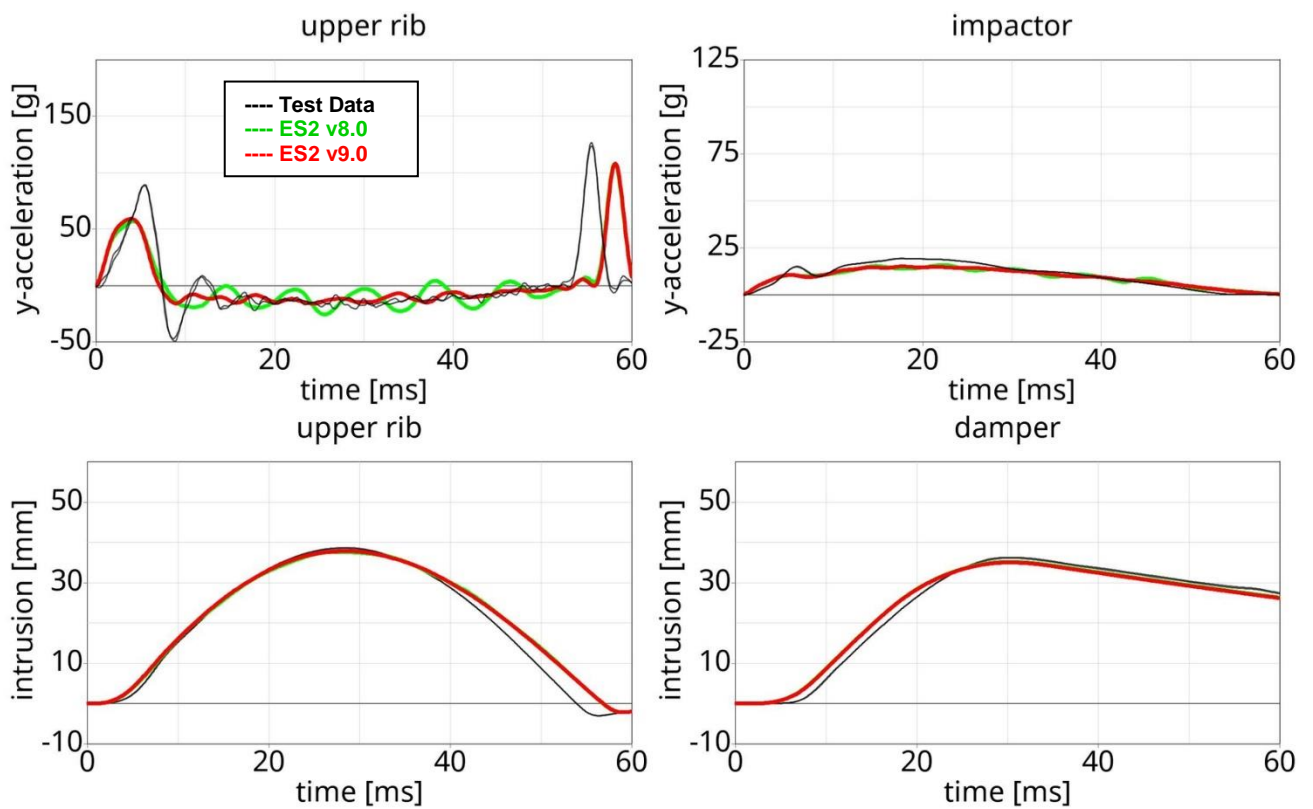 upper rib
y-acceleration [g]
150
50
-50
0
20
40
60
time [ms]
---- Test Data
---- ES2 v8.0
---- ES2 v9.0
impactor
y-acceleration [g]
125
75
25
-25
0
20
40
60
time [ms]
upper rib
intrusion [mm]
50
30
10
-10
0
20
40
60
time [ms]
damper
intrusion [mm]
50
30
10
-10
0
20
40
60
time [ms]